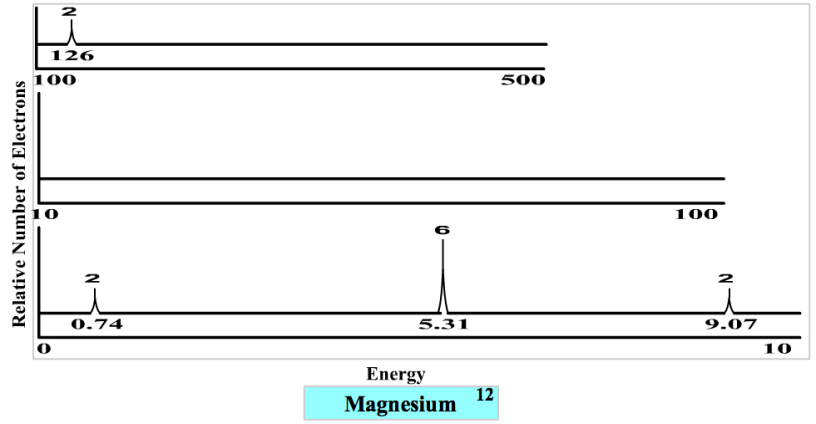 2
126
100 500
Relative Number of Electrons
10 100
6
2 2
0.74 5.31 9.07
0 10
Energy
Magnesium 12